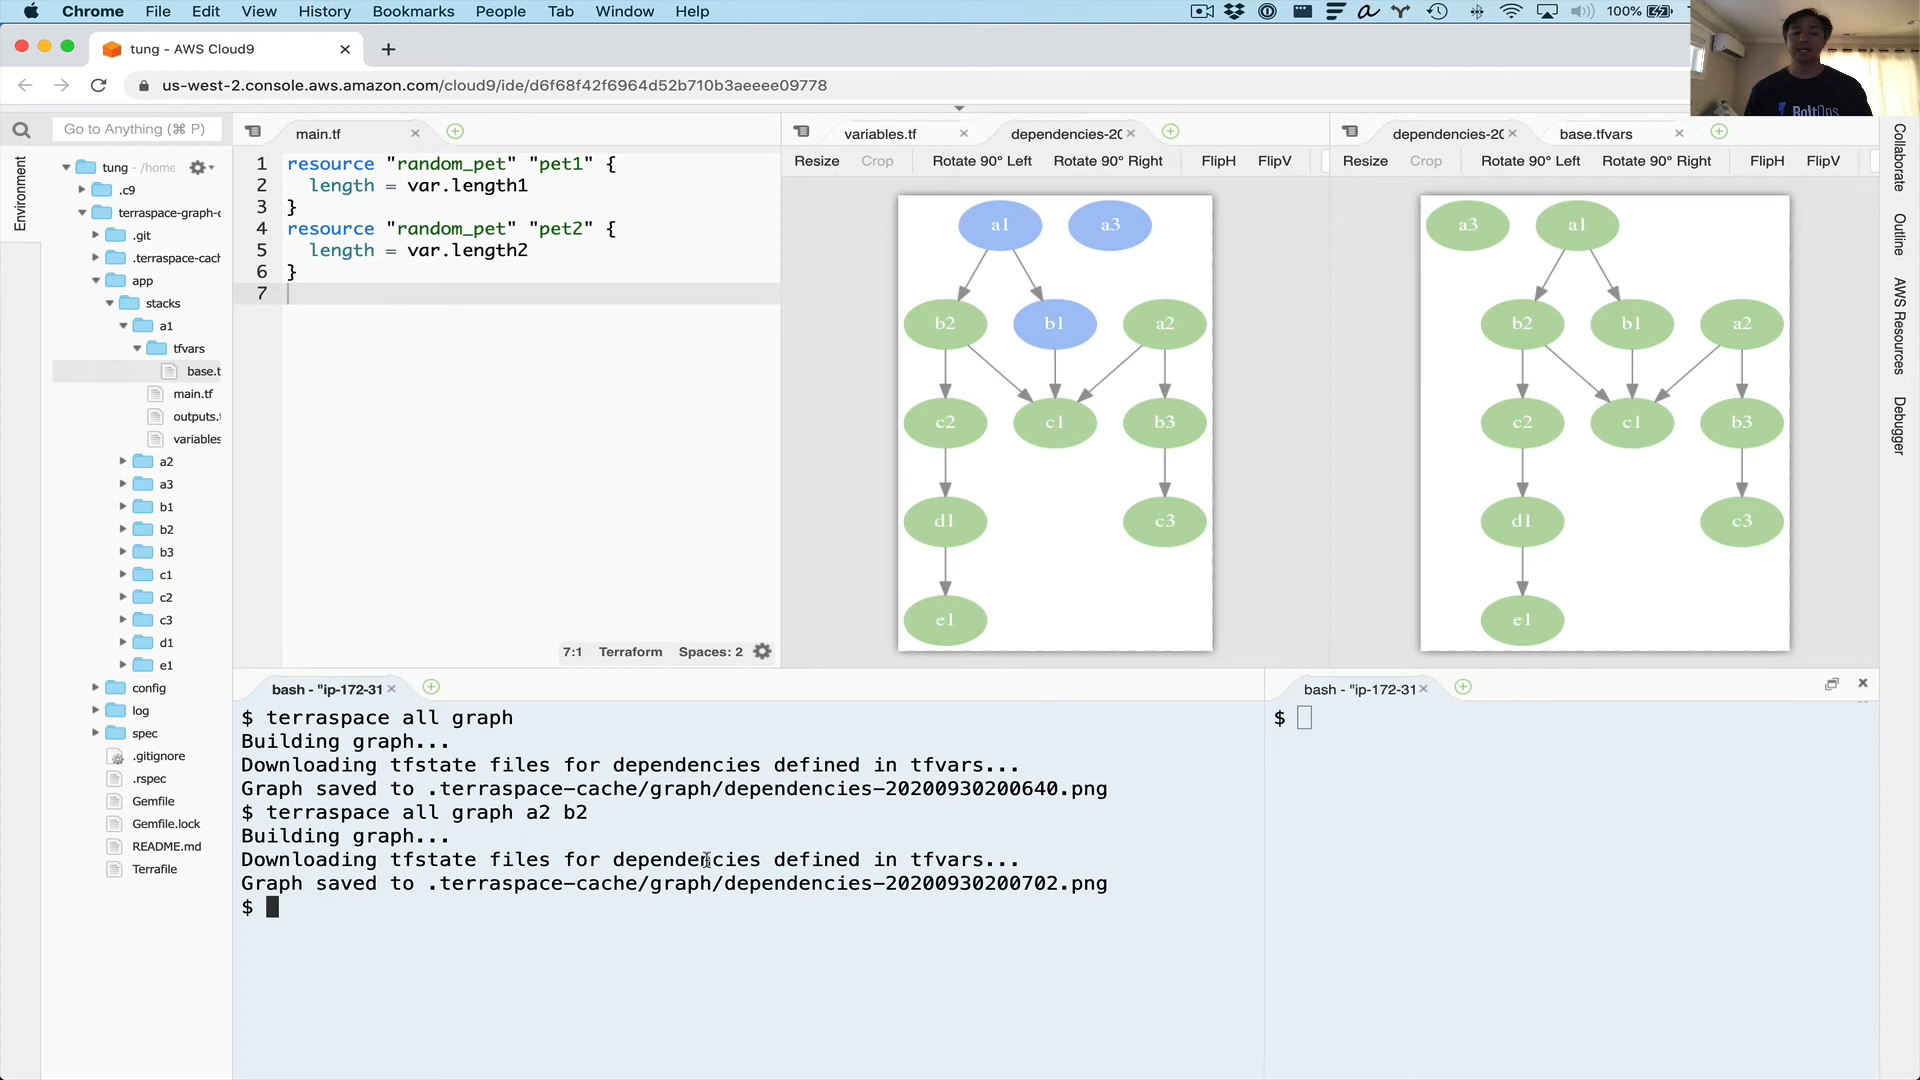 Chrome File Edit View History Bookmarks People Tab Window Help 100%
tung - AWS Cloud9
us-west-2.console.aws.amazon.com/cloud9/ide/d6f68f42f6964d52b710b3aeeee09778
BoltOps
Go to Anything (⌘ P)
Environment
tung - /home
.c9
terraspace-graph-
.git
.terraspace-cach
app
stacks
a1
tfvars
base.t
main.tf
outputs.
variables
a2
a3
b1
b2
b3
c1
c2
c3
d1
e1
config
log
spec
.gitignore
.rspec
Gemfile
Gemfile.lock
README.md
Terrafile
main.tf
1 resource "random_pet" "pet1" {
2 length = var.length1
3 }
4 resource "random_pet" "pet2" {
5 length = var.length2
6 }
7
7:1 Terraform Spaces: 2
variables.tf dependencies-20
Resize Crop Rotate 90° Left Rotate 90° Right FlipH FlipV
a1 a3
b2 b1 a2
c2 c1 b3
d1 c3
e1
dependencies-20 base.tfvars
Resize Crop Rotate 90° Left Rotate 90° Right FlipH FlipV
a3 a1
b2 b1 a2
c2 c1 b3
d1 c3
e1
Collaborate
Outline
AWS Resources
Debugger
bash - "ip-172-31
$ terraspace all graph
Building graph...
Downloading tfstate files for dependencies defined in tfvars...
Graph saved to .terraspace-cache/graph/dependencies-20200930200640.png
$ terraspace all graph a2 b2
Building graph...
Downloading tfstate files for dependencies defined in tfvars...
Graph saved to .terraspace-cache/graph/dependencies-20200930200702.png
$
bash - "ip-172-31
$